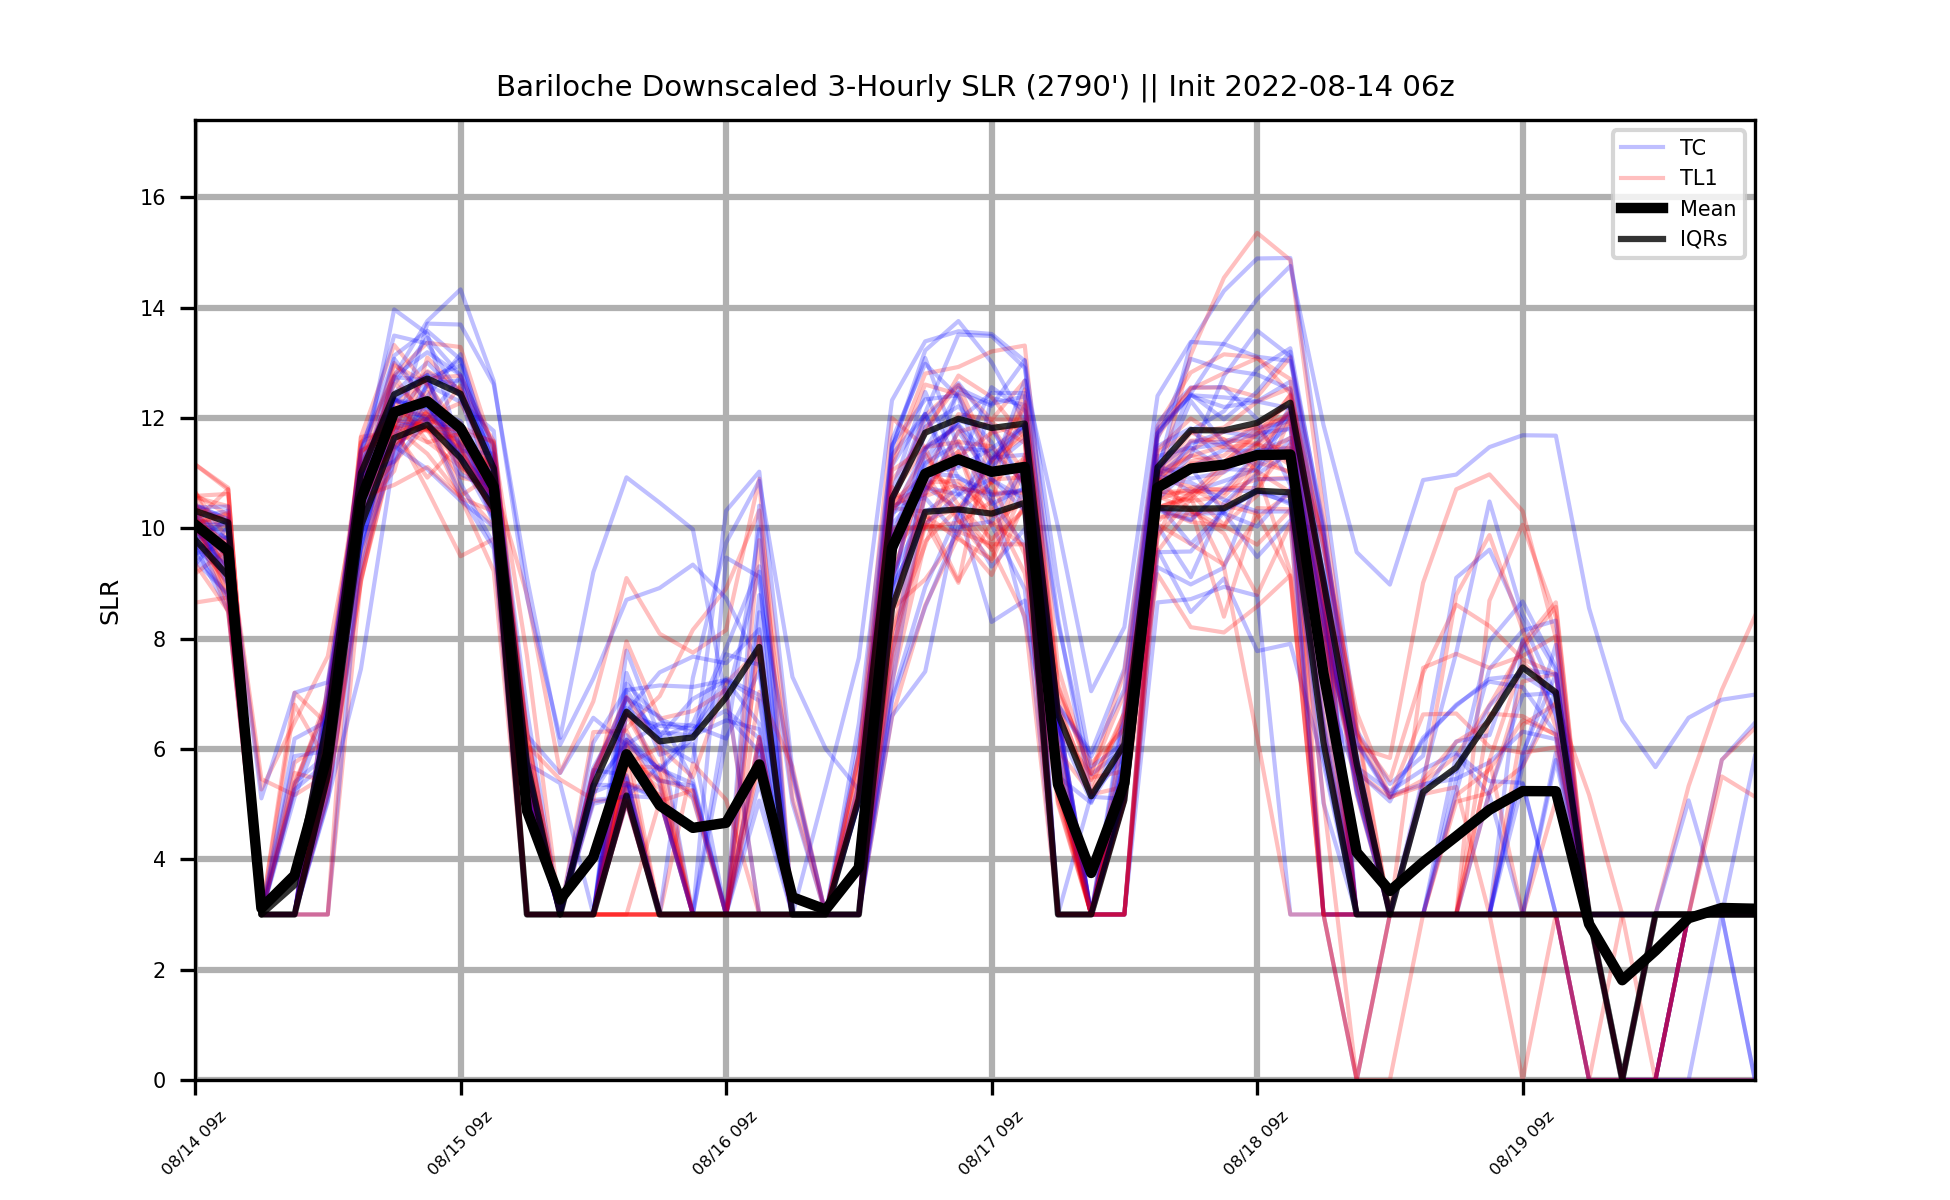 Bariloche Downscaled 3-Hourly SLR (2790') || Init 2022-08-14 06z
TC
TL1
Mean
IQRs
SLR
16
14
12
10
8
6
4
2
0
08/14 09z
08/15 09z
08/16 09z
08/17 09z
08/18 09z
08/19 09z